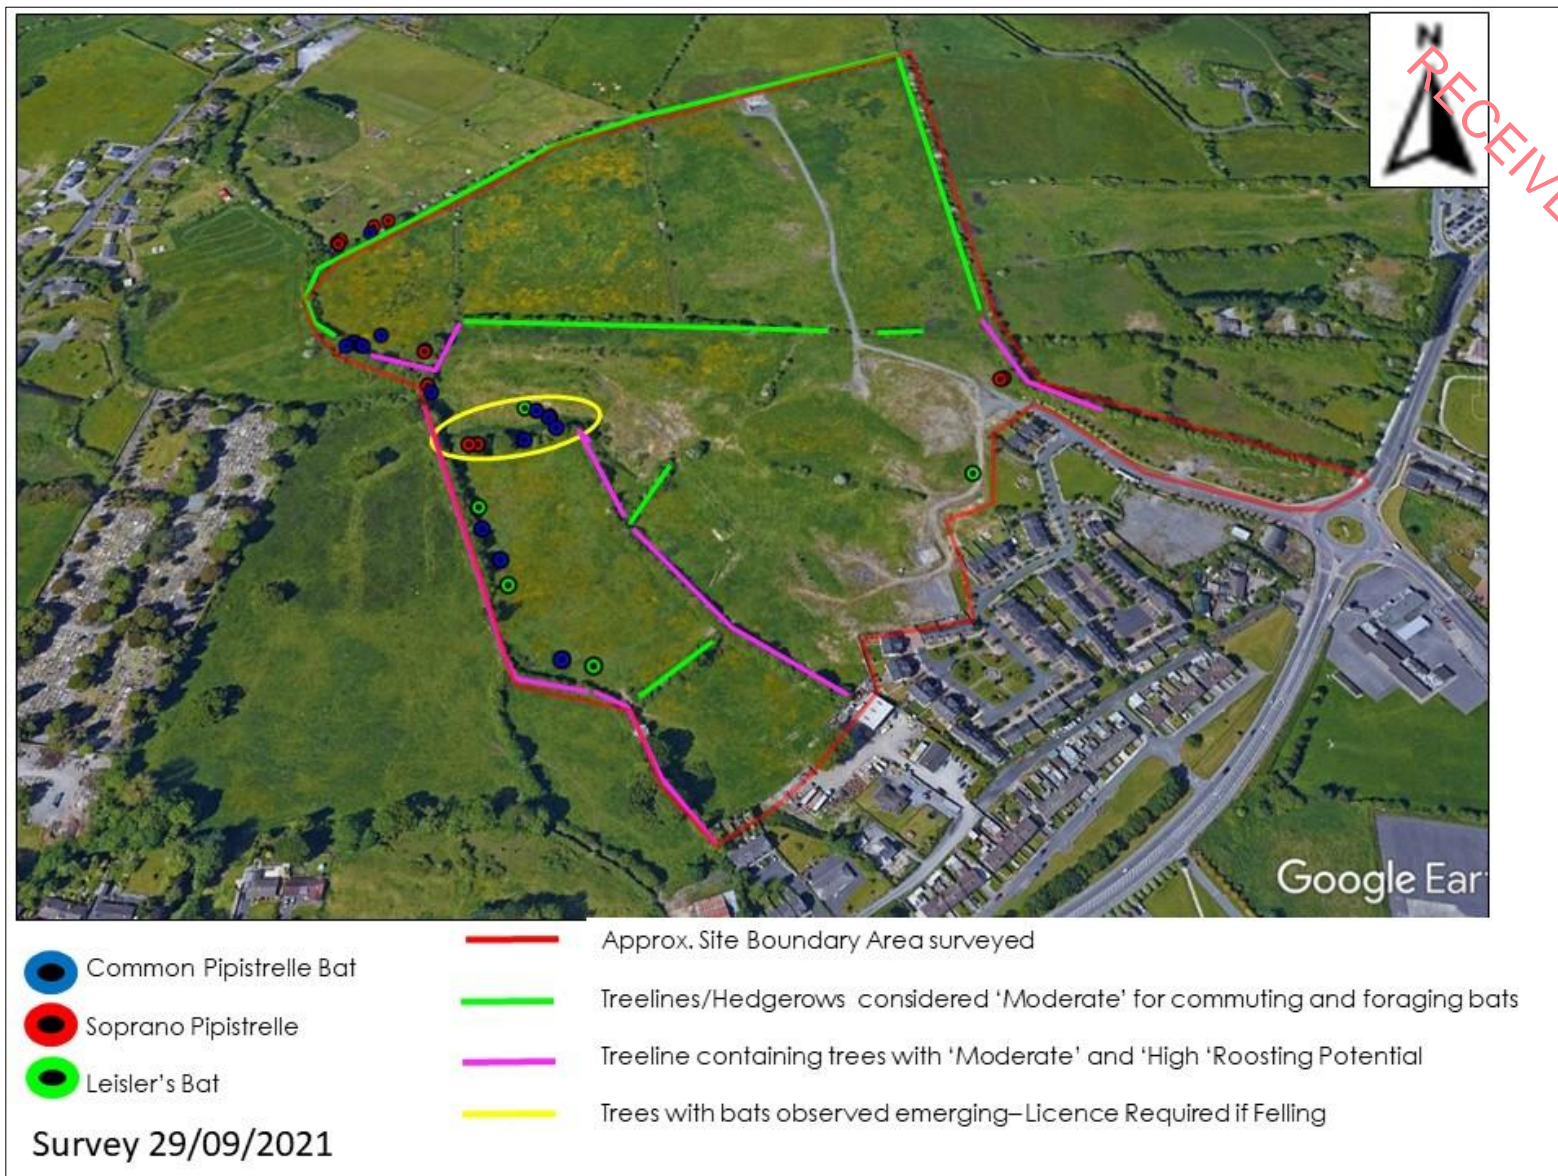 N
RECEIVE
Google Ear
Common Pipistrelle Bat
Soprano Pipistrelle
Leisler's Bat
Survey 29/09/2021
Approx. Site Boundary Area surveyed
Treelines/Hedgerows considered 'Moderate' for commuting and foraging bats
Treeline containing trees with 'Moderate' and 'High 'Roosting Potential
Trees with bats observed emerging–Licence Required if Felling